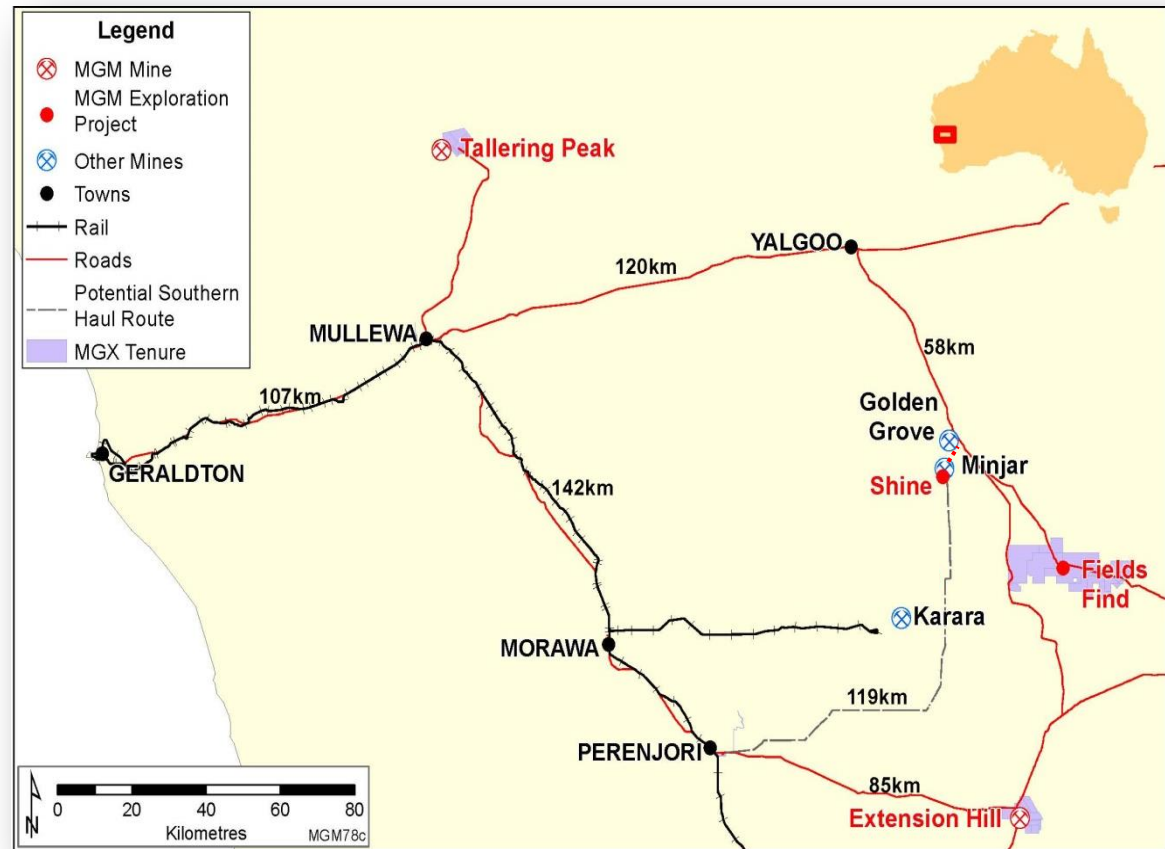 Legend
MGM Mine
MGM Exploration
Project
Other Mines
Towns
Rail
Roads
Potential Southern
Haul Route
MGX Tenure
Tallering Peak
YALGOO
120km
MULLEWA
58km
107km
Golden
Grove
GERALDTON
Minjar
Shine
142km
Fields
Find
Karara
MORAWA
119km
PERENJORI
85km
Extension Hill
N
0 20 40 60 80
Kilometres
MGM78c